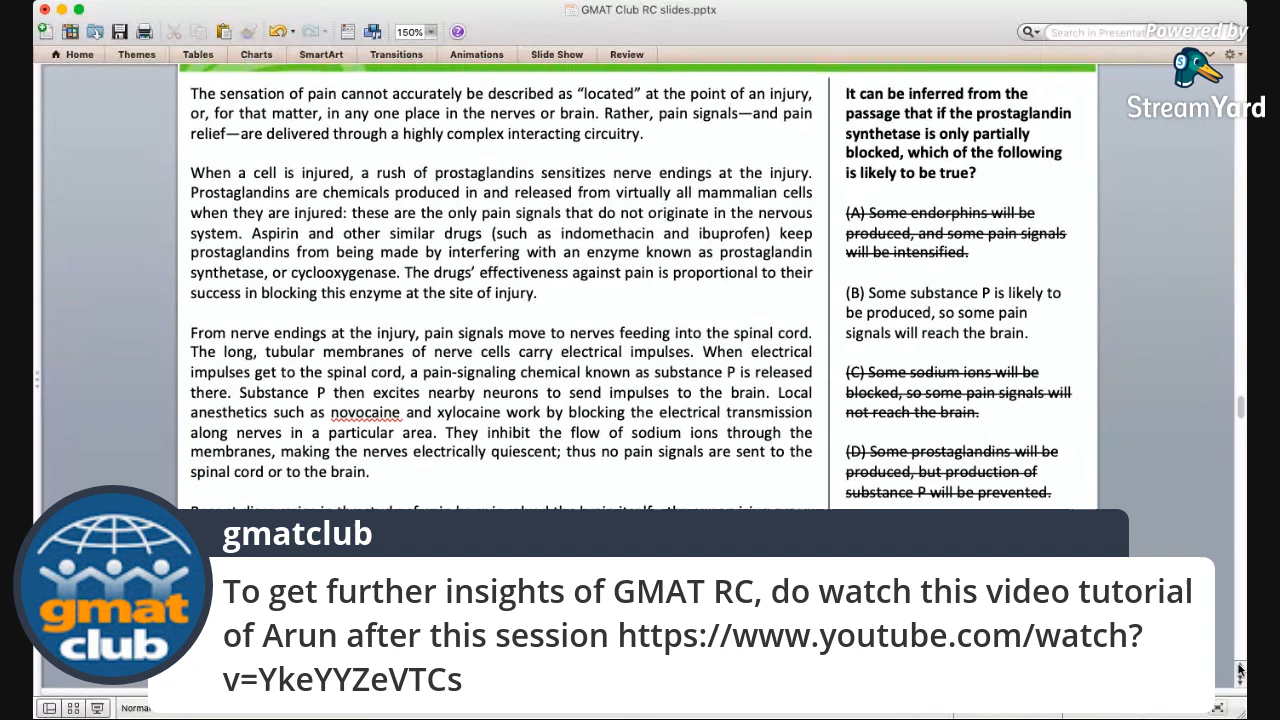 GMAT Club RC slides.pptx
150%
Search in Presentat
Powered by
Home Themes Tables Charts SmartArt Transitions Animations Slide Show Review
StreamYard
The sensation of pain cannot accurately be described as “located” at the point of an injury,
or, for that matter, in any one place in the nerves or brain. Rather, pain signals—and pain
relief—are delivered through a highly complex interacting circuitry.
When a cell is injured, a rush of prostaglandins sensitizes nerve endings at the injury.
Prostaglandins are chemicals produced in and released from virtually all mammalian cells
when they are injured: these are the only pain signals that do not originate in the nervous
system. Aspirin and other similar drugs (such as indomethacin and ibuprofen) keep
prostaglandins from being made by interfering with an enzyme known as prostaglandin
synthetase, or cyclooxygenase. The drugs’ effectiveness against pain is proportional to their
success in blocking this enzyme at the site of injury.
From nerve endings at the injury, pain signals move to nerves feeding into the spinal cord.
The long, tubular membranes of nerve cells carry electrical impulses. When electrical
impulses get to the spinal cord, a pain-signaling chemical known as substance P is released
there. Substance P then excites nearby neurons to send impulses to the brain. Local
anesthetics such as novocaine and xylocaine work by blocking the electrical transmission
along nerves in a particular area. They inhibit the flow of sodium ions through the
membranes, making the nerves electrically quiescent; thus no pain signals are sent to the
spinal cord or to the brain.
It can be inferred from the
passage that if the prostaglandin
synthetase is only partially
blocked, which of the following
is likely to be true?
(A) Some endorphins will be
produced, and some pain signals
will be intensified.
(B) Some substance P is likely to
be produced, so some pain
signals will reach the brain.
(C) Some sodium ions will be
blocked, so some pain signals will
not reach the brain.
(D) Some prostaglandins will be
produced, but production of
substance P will be prevented.
gmat
club
gmatclub
To get further insights of GMAT RC, do watch this video tutorial
of Arun after this session https://www.youtube.com/watch?
v=YkeYYZeVTCs
Norma